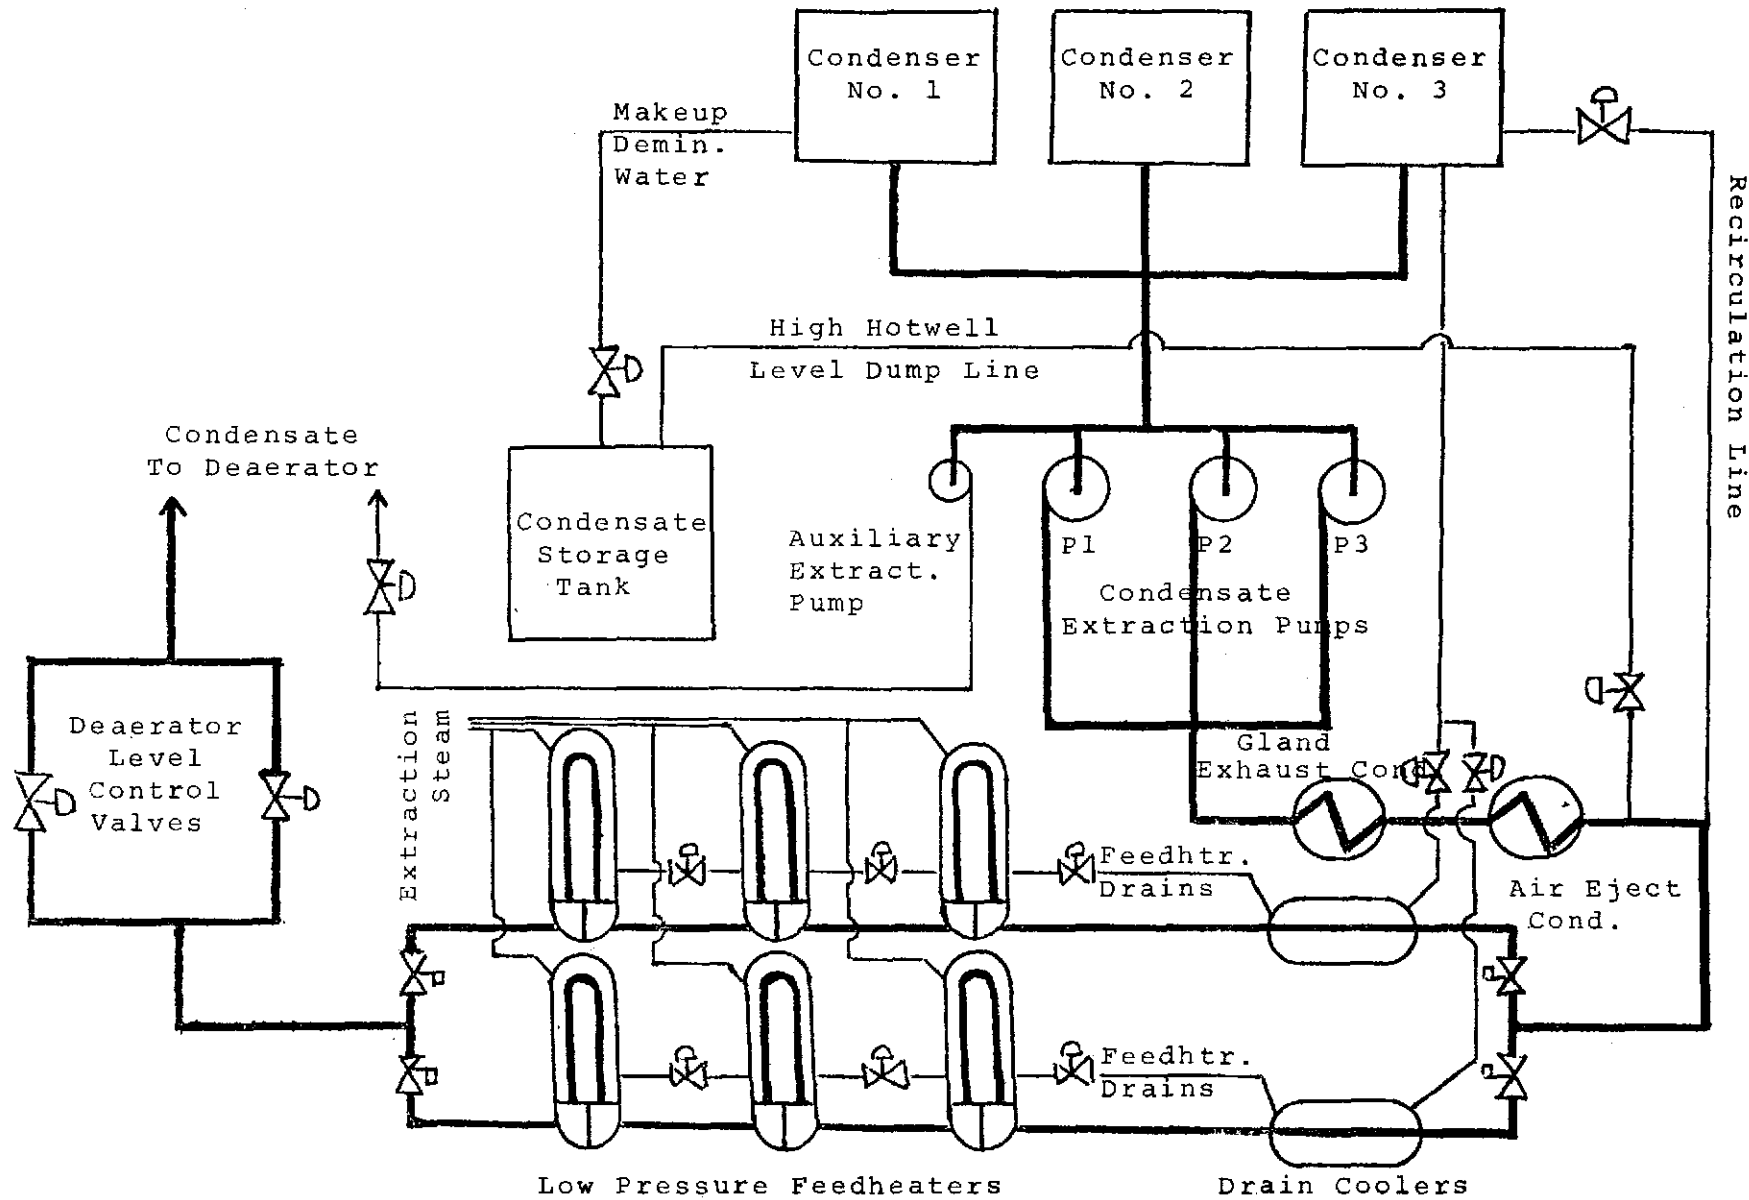 Condenser
No. 1
Condenser
No. 2
Condenser
No. 3
Makeup
Demin.
Water
Recirculation Line
High Hotwell
Level Dump Line
Condensate
To Deaerator
Condensate
Storage
Tank
Auxiliary
Extract.
Pump
P1
P2
P3
Condensate
Extraction Pumps
Deaerator
Level
Control
Valves
Extraction
Steam
Gland
Exhaust Cond
Feedhtr.
Drains
Air Eject
Cond.
Feedhtr.
Drains
Low Pressure Feedheaters
Drain Coolers